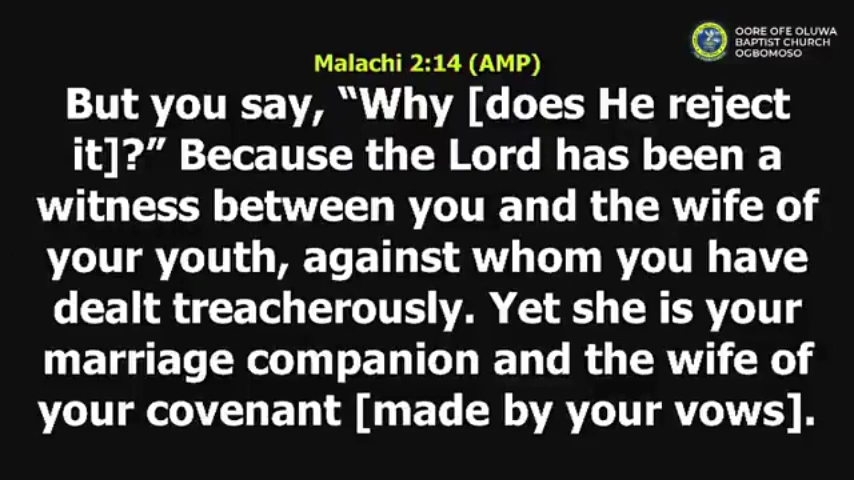 OORE OFE OLUWA
BAPTIST CHURCH
OGBOMOSO
Malachi 2:14 (AMP)
But you say, “Why [does He reject
it]?” Because the Lord has been a
witness between you and the wife of
your youth, against whom you have
dealt treacherously. Yet she is your
marriage companion and the wife of
your covenant [made by your vows].